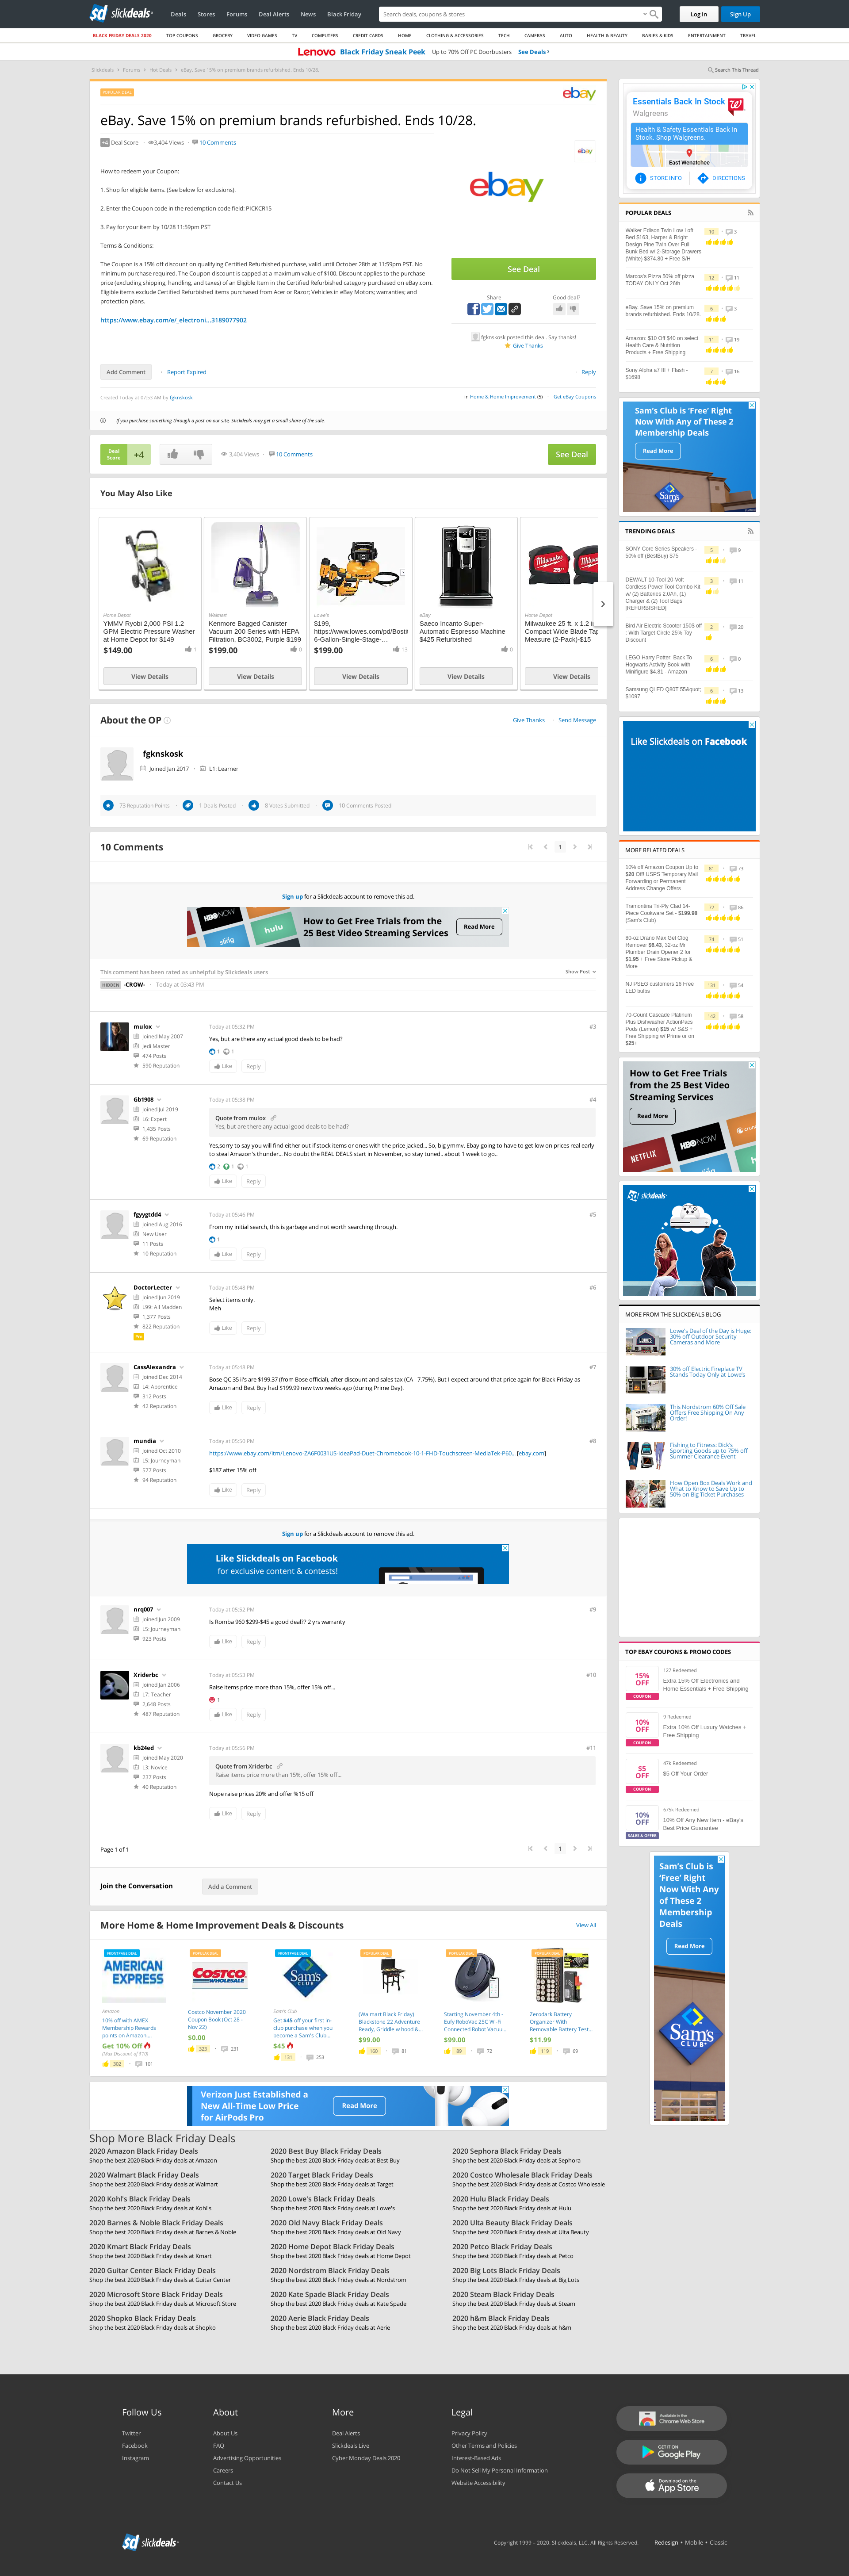 slickdeals
Deals
Stores
Forums
Deal Alerts
News
Black Friday
Search deals, coupons & stores
Log In
Sign Up
BLACK FRIDAY DEALS 2020
TOP COUPONS
GROCERY
VIDEO GAMES
TV
COMPUTERS
CREDIT CARDS
HOME
CLOTHING & ACCESSORIES
TECH
CAMERAS
AUTO
HEALTH & BEAUTY
BABIES & KIDS
ENTERTAINMENT
TRAVEL
Lenovo Black Friday Sneak Peek Up to 70% Off PC Doorbusters See Deals
Slickdeals > Forums > Hot Deals > eBay. Save 15% on premium brands refurbished. Ends 10/28.
Search This Thread
POPULAR DEAL
ebay
eBay. Save 15% on premium brands refurbished. Ends 10/28.
+4 Deal Score 3,404 Views 10 Comments
ebay
How to redeem your Coupon:
1. Shop for eligible items. (See below for exclusions).
2. Enter the Coupon code in the redemption code field: PICKCR15
3. Pay for your item by 10/28 11:59pm PST
Terms & Conditions:
The Coupon is a 15% off discount on qualifying Certified Refurbished purchase, valid until October 28th at 11:59pm PST. No
minimum purchase required. The Coupon discount is capped at a maximum value of $100. Discount applies to the purchase
price (excluding shipping, handling, and taxes) of an item or items in the Certified Refurbished category purchased on eBay.com.
Eligible items exclude Certified Refurbished items purchased from Acer or Razor; Vehicles in eBay Motors; warranties; and
protection plans.
https://www.ebay.com/e/_electroni...3189077902
ebay
See Deal
Share
Good deal?
fgknskosk posted this deal. Say thanks!
Give Thanks
Add Comment
Report Expired
Reply
Created Today at 07:53 AM by fgknskosk
in Home & Home Improvement (5) Get eBay Coupons
If you purchase something through a post on our site, Slickdeals may get a small share of the sale.
Deal
Score
+4
3,404 Views
10 Comments
See Deal
You May Also Like
Home Depot
YMMV Ryobi 2,000 PSI 1.2
GPM Electric Pressure Washer
at Home Depot for $149
$149.00
View Details
Walmart
Kenmore Bagged Canister
Vacuum 200 Series with HEPA
Filtration, BC3002, Purple $199
$199.00
0
View Details
Lowe's
$199,
https://www.lowes.com/pd/Bosti
6-Gallon-Single-Stage-...
$199.00
13
View Details
eBay
Saeco Incanto Super-
Automatic Espresso Machine
$425 Refurbished
0
View Details
Home Depot
Milwaukee 25 ft. x 1.2 i
Compact Wide Blade Tap
Measure (2-Pack)-$15
View Details
About the OP
Give Thanks
Send Message
fgknskosk
Joined Jan 2017
L1: Learner
73 Reputation Points
1 Deals Posted
8 Votes Submitted
10 Comments Posted
10 Comments
1
Sign up for a Slickdeals account to remove this ad.
HBO NOW
sling
hulu
How to Get Free Trials from the
25 Best Video Streaming Services
Read More
This comment has been rated as unhelpful by Slickdeals users
Show Post
HIDDEN -CROW- Today at 03:43 PM
mulox
Joined May 2007
Jedi Master
474 Posts
590 Reputation
Today at 05:32 PM
#3
Yes, but are there any actual good deals to be had?
1 1
Like
Reply
Gb1908
Joined Jul 2019
L6: Expert
1,435 Posts
69 Reputation
Today at 05:38 PM
#4
Quote from mulox
Yes, but are there any actual good deals to be had?
Yes,sorry to say you will find either out if stock items or ones with the price jacked... So, big ymmv. Ebay going to have to get low on prices real early
to steal Amazon's thunder... No doubt the REAL DEALS start in November, so stay tuned.. about 1 week to go..
2 1 1
Like
Reply
fgyygtdd4
Joined Aug 2016
New User
11 Posts
10 Reputation
Today at 05:46 PM
#5
From my initial search, this is garbage and not worth searching through.
1
Like
Reply
DoctorLecter
Joined Jun 2019
L99: All Madden
1,377 Posts
822 Reputation
Pro
Today at 05:48 PM
#6
Select items only.
Meh
Like
Reply
CassAlexandra
Joined Dec 2014
L4: Apprentice
312 Posts
42 Reputation
Today at 05:48 PM
#7
Bose QC 35 ii's are $199.37 (from Bose official), after discount and sales tax (CA - 7.75%). But I expect around that price again for Black Friday as
Amazon and Best Buy had $199.99 new two weeks ago (during Prime Day).
Like
Reply
mundia
Joined Oct 2010
L5: Journeyman
577 Posts
94 Reputation
Today at 05:50 PM
#8
https://www.ebay.com/itm/Lenovo-ZA6F0031US-IdeaPad-Duet-Chromebook-10-1-FHD-Touchscreen-MediaTek-P60... [ebay.com]
$187 after 15% off
Like
Reply
Sign up for a Slickdeals account to remove this ad.
Like Slickdeals on Facebook
for exclusive content & contests!
nrq007
Joined Jun 2009
L5: Journeyman
923 Posts
Today at 05:52 PM
#9
Is Romba 960 $299-$45 a good deal?? 2 yrs warranty
Like
Reply
Xriderbc
Joined Jan 2006
L7: Teacher
2,648 Posts
487 Reputation
Today at 05:53 PM
#10
Raise items price more than 15%, offer 15% off...
1
Like
Reply
kb24ed
Joined May 2020
L3: Novice
237 Posts
40 Reputation
Today at 05:56 PM
#11
Quote from Xriderbc
Raise items price more than 15%, offer 15% off...
Nope raise prices 20% and offer %15 off
Like
Reply
Page 1 of 1
1
Join the Conversation
Add a Comment
More Home & Home Improvement Deals & Discounts
View All
FRONTPAGE DEAL
AMERICAN
EXPRESS
Amazon
10% off with AMEX
Membership Rewards
points on Amazon....
Get 10% Off
(Max Discount of $10)
302 101
POPULAR DEAL
COSTCO
WHOLESALE
Costco November 2020
Coupon Book (Oct 28 -
Nov 22)
$0.00
323 231
FRONTPAGE DEAL
Sam's Club
Get $45 off your first in-
club purchase when you
become a Sam's Club...
$45
131 253
POPULAR DEAL
(Walmart Black Friday)
Blackstone 22 Adventure
Ready, Griddle w hood &...
$99.00
160 81
POPULAR DEAL
Starting November 4th -
Eufy RoboVac 25C Wi-Fi
Connected Robot Vacuu...
$99.00
89 72
POPULAR DEAL
Zerodark Battery
Organizer With
Removable Battery Test...
$11.99
119 69
Verizon Just Established a
New All-Time Low Price
for AirPods Pro
Read More
Shop More Black Friday Deals
2020 Amazon Black Friday Deals
Shop the best 2020 Black Friday deals at Amazon
2020 Best Buy Black Friday Deals
Shop the best 2020 Black Friday deals at Best Buy
2020 Sephora Black Friday Deals
Shop the best 2020 Black Friday deals at Sephora
2020 Walmart Black Friday Deals
Shop the best 2020 Black Friday deals at Walmart
2020 Target Black Friday Deals
Shop the best 2020 Black Friday deals at Target
2020 Costco Wholesale Black Friday Deals
Shop the best 2020 Black Friday deals at Costco Wholesale
2020 Kohl's Black Friday Deals
Shop the best 2020 Black Friday deals at Kohl's
2020 Lowe's Black Friday Deals
Shop the best 2020 Black Friday deals at Lowe's
2020 Hulu Black Friday Deals
Shop the best 2020 Black Friday deals at Hulu
2020 Barnes & Noble Black Friday Deals
Shop the best 2020 Black Friday deals at Barnes & Noble
2020 Old Navy Black Friday Deals
Shop the best 2020 Black Friday deals at Old Navy
2020 Ulta Beauty Black Friday Deals
Shop the best 2020 Black Friday deals at Ulta Beauty
2020 Kmart Black Friday Deals
Shop the best 2020 Black Friday deals at Kmart
2020 Home Depot Black Friday Deals
Shop the best 2020 Black Friday deals at Home Depot
2020 Petco Black Friday Deals
Shop the best 2020 Black Friday deals at Petco
2020 Guitar Center Black Friday Deals
Shop the best 2020 Black Friday deals at Guitar Center
2020 Nordstrom Black Friday Deals
Shop the best 2020 Black Friday deals at Nordstrom
2020 Big Lots Black Friday Deals
Shop the best 2020 Black Friday deals at Big Lots
2020 Microsoft Store Black Friday Deals
Shop the best 2020 Black Friday deals at Microsoft Store
2020 Kate Spade Black Friday Deals
Shop the best 2020 Black Friday deals at Kate Spade
2020 Steam Black Friday Deals
Shop the best 2020 Black Friday deals at Steam
2020 Shopko Black Friday Deals
Shop the best 2020 Black Friday deals at Shopko
2020 Aerie Black Friday Deals
Shop the best 2020 Black Friday deals at Aerie
2020 h&m Black Friday Deals
Shop the best 2020 Black Friday deals at h&m
Essentials Back In Stock
Walgreens
Health & Safety Essentials Back In
Stock. Shop Walgreens.
East Wenatchee
STORE INFO
DIRECTIONS
POPULAR DEALS
Walker Edison Twin Low Loft
Bed $163, Harper & Bright
Design Pine Twin Over Full
Bunk Bed w/ 2-Storage Drawers
(White) $374.80 + Free S/H
10 3
Marcos's Pizza 50% off pizza
TODAY ONLY Oct 26th
12 11
eBay. Save 15% on premium
brands refurbished. Ends 10/28.
6 3
Amazon: $10 Off $40 on select
Health Care & Nutrition
Products + Free Shipping
11 19
Sony Alpha a7 III + Flash -
$1698
7 16
Sam's Club is 'Free' Right
Now With Any of These 2
Membership Deals
Read More
Sam's
TRENDING DEALS
SONY Core Series Speakers -
50% off (BestBuy) $75
5 9
DEWALT 10-Tool 20-Volt
Cordless Power Tool Combo Kit
w/ (2) Batteries 2.0Ah, (1)
Charger & (2) Tool Bags
[REFURBISHED]
3 11
Bird Air Electric Scooter 150$ off
. With Target Circle 25% Toy
Discount
2 20
LEGO Harry Potter: Back To
Hogwarts Activity Book with
Minifigure $4.81 - Amazon
6 0
Samsung QLED Q80T 55&quot;
$1097
6 13
Like Slickdeals on Facebook
MORE RELATED DEALS
10% off Amazon Coupon Up to
$20 Off! USPS Temporary Mail
Forwarding or Permanent
Address Change Offers
81 73
Tramontina Tri-Ply Clad 14-
Piece Cookware Set - $199.98
(Sam's Club)
72 86
80-oz Drano Max Gel Clog
Remover $6.43, 32-oz Mr.
Plumber Drain Opener 2 for
$1.95 + Free Store Pickup &
More
74 51
NJ PSEG customers 16 Free
LED bulbs
131 54
70-Count Cascade Platinum
Plus Dishwasher ActionPacs
Pods (Lemon) $15 w/ S&S +
Free Shipping w/ Prime or on
$25+
142 58
How to Get Free Trials
from the 25 Best Video
Streaming Services
Read More
NETFLIX
HBO NOW
hulu
slickdeals
MORE FROM THE SLICKDEALS BLOG
Lowe's Deal of the Day is Huge:
30% off Outdoor Security
Cameras and More
30% off Electric Fireplace TV
Stands Today Only at Lowe's
This Nordstrom 60% Off Sale
Offers Free Shipping On Any
Order!
Fishing to Fitness: Dick's
Sporting Goods up to 75% off
Summer Clearance Event
How Open Box Deals Work and
What to Know to Save Up to
50% on Big Ticket Purchases
TOP EBAY COUPONS & PROMO CODES
15%
OFF
COUPON
127 Redeemed
Extra 15% Off Electronics and
Home Essentials + Free Shipping
10%
OFF
COUPON
9 Redeemed
Extra 10% Off Luxury Watches +
Free Shipping
$5
OFF
COUPON
47k Redeemed
$5 Off Your Order
10%
OFF
SALES & OFFER
675k Redeemed
10% Off Any New Item - eBay's
Best Price Guarantee
Sam's Club is
'Free' Right
Now With Any
of These 2
Membership
Deals
Read More
Sam's
CLUB
Follow Us
Twitter
Facebook
Instagram
About
About Us
FAQ
Advertising Opportunities
Careers
Contact Us
More
Deal Alerts
Slickdeals Live
Cyber Monday Deals 2020
Legal
Privacy Policy
Other Terms and Policies
Interest-Based Ads
Do Not Sell My Personal Information
Website Accessibility
Available in the
Chrome Web Store
GET IT ON
Google Play
Download on the
App Store
slickdeals
Copyright 1999 - 2020. Slickdeals, LLC. All Rights Reserved.
Redesign • Mobile • Classic